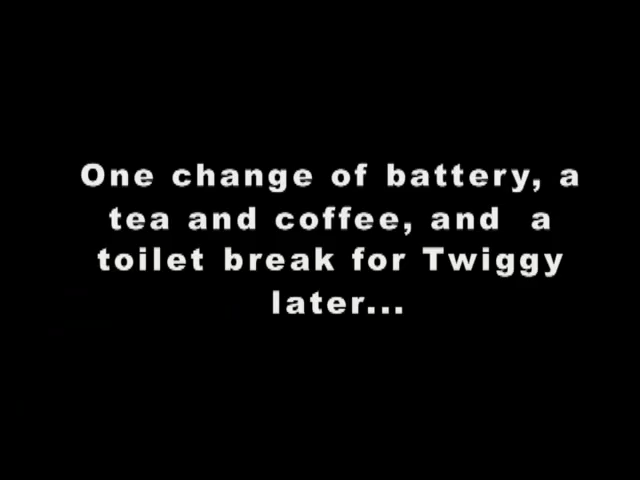 One change of battery, a
tea and coffee, and a
toilet break for Twiggy
later...